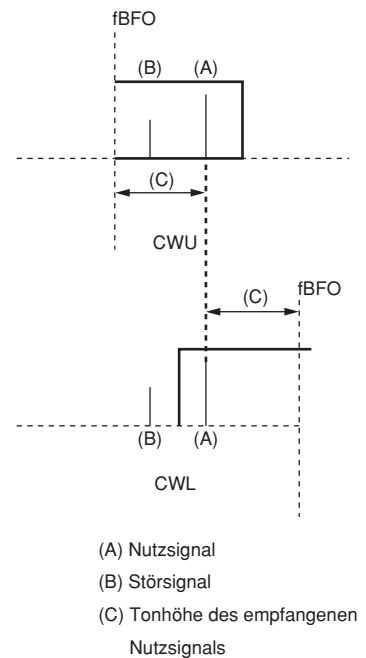 fBFO
(B) (A)
(C)
CWU
fBFO
(C)
(B) (A)
CWL
(A) Nutzsignal
(B) Störsignal
(C) Tonhöhe des empfangenen
Nutzsignals